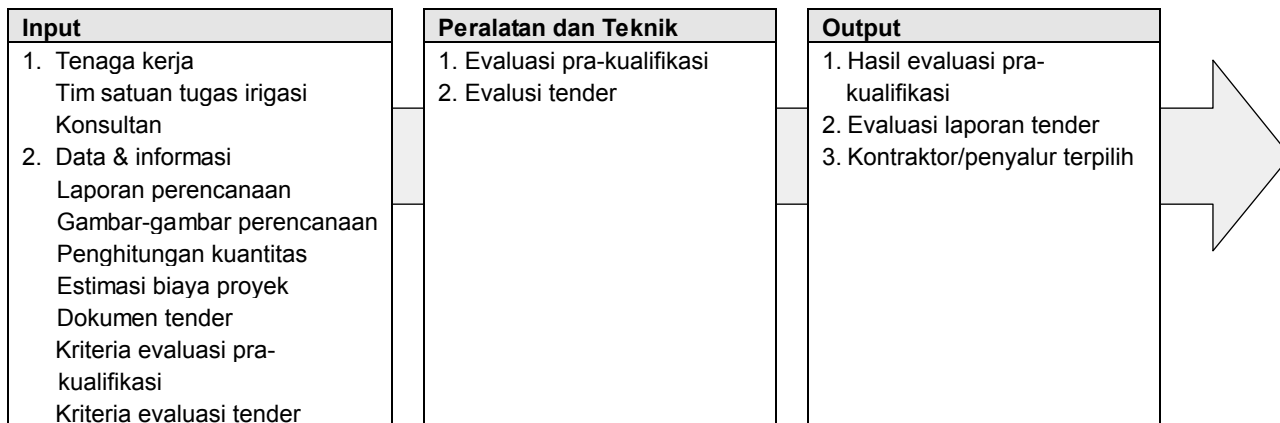 Input
1. Tenaga kerja
Tim satuan tugas irigasi
Konsultan
2. Data & informasi
Laporan perencanaan
Gambar-gambar perencanaan
Penghitungan kuantitas
Estimasi biaya proyek
Dokumen tender
Kriteria evaluasi pra-
kualifikasi
Kriteria evaluasi tender
Peralatan dan Teknik
1. Evaluasi pra-kualifikasi
2. Evalusi tender
Output
1. Hasil evaluasi pra-
kualifikasi
2. Evaluasi laporan tender
3. Kontraktor/penyalur terpilih